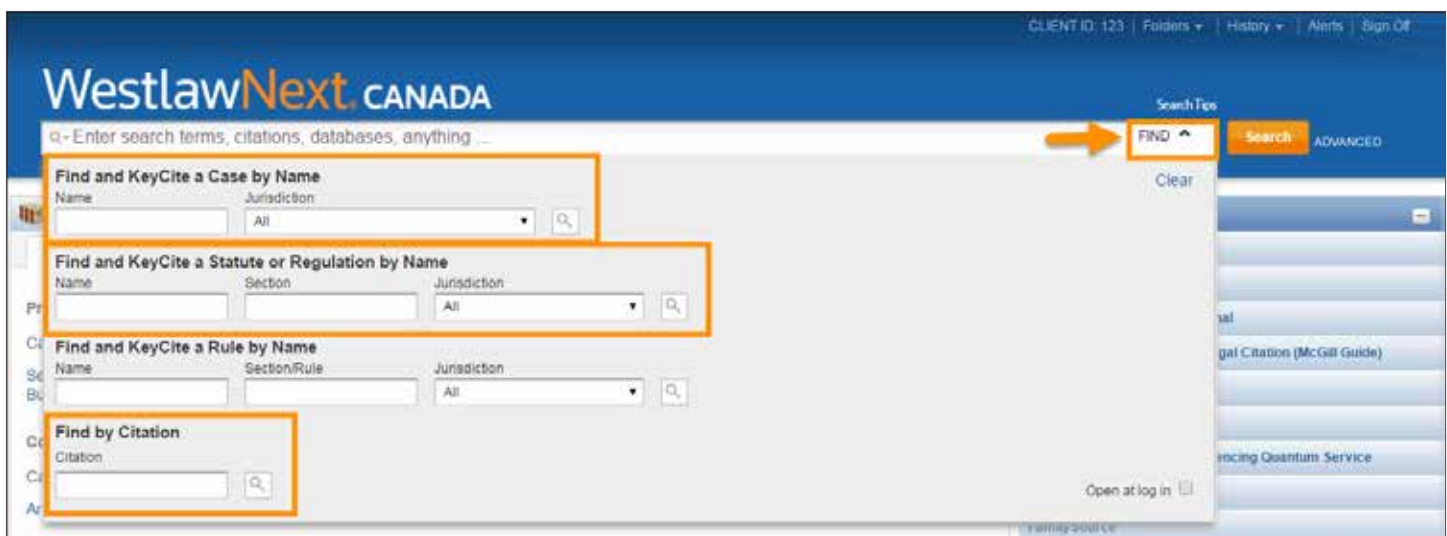 CLIENT ID: 123 | Folders | History | Alerts | Sign Off
WestlawNext. CANADA
Search Tips
Enter search terms, citations, databases, anything ...
FIND
Search
ADVANCED
Find and KeyCite a Case by Name
Clear
Name Jurisdiction
All
Find and KeyCite a Statute or Regulation by Name
Name Section Jurisdiction
All
Find and KeyCite a Rule by Name
gal Citation (McGill Guide)
Name Section/Rule Jurisdiction
All
Find by Citation
Citation
encing Quantum Service
Open at log in
FamilySource